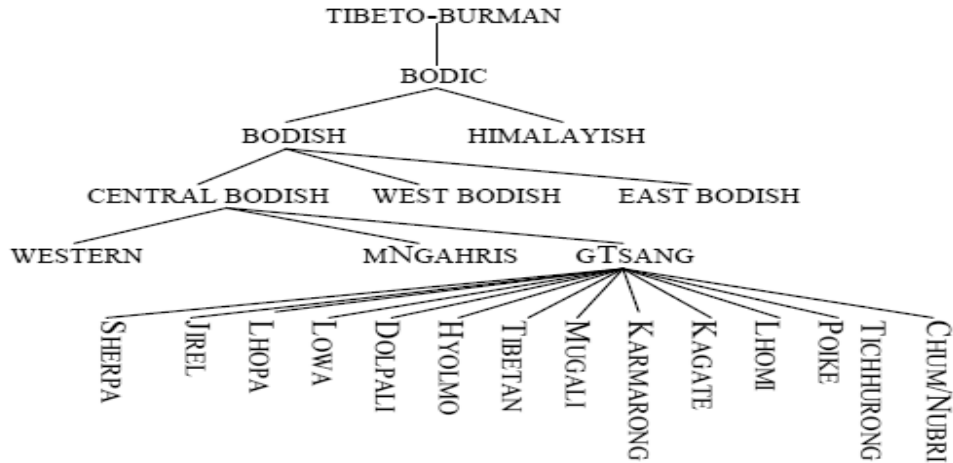 TIBETO-BURMAN
BODIC
BODISH HIMALAYISH
CENTRAL BODISH WEST BODISH EAST BODISH
WESTERN MNGAHRIS GTSANG
SHERPA
JIREL
LHOPA
LOWA
DOLPALI
HYOLMO
TIBETAN
MUGALI
KARMARONG
KAGATE
LHOMI
POIKE
TICHHURONG
CHUM/NUBRI